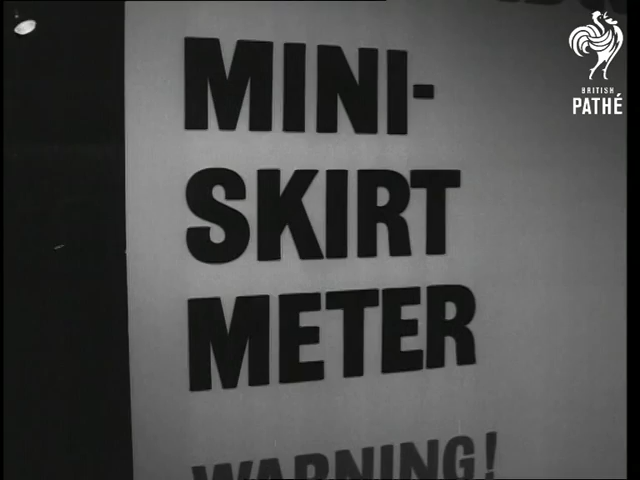 MINI-
SKIRT
METER
WARNING!
BRITISH
PATHÉ